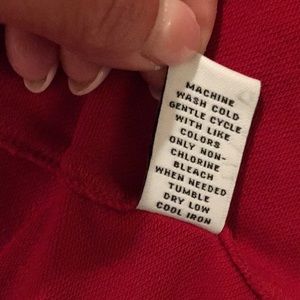 MACHINE
WASH COLD
GENTLE CYCLE
WITH LIKE
COLORS
ONLY NON-
CHLORINE
BLEACH
WHEN NEEDED
TUMBLE
DRY LOW
COOL IRON